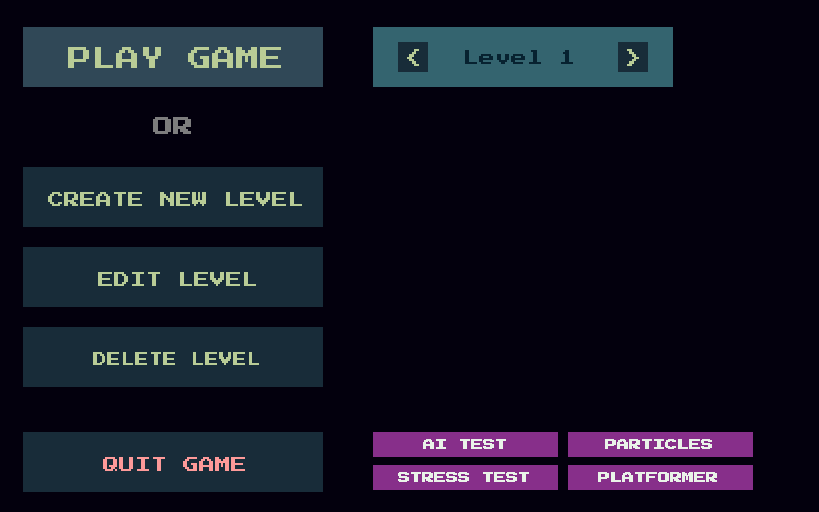 PLAY GAME
< Level 1 >
OR
CREATE NEW LEVEL
EDIT LEVEL
DELETE LEVEL
QUIT GAME
AI TEST
PARTICLES
STRESS TEST
PLATFORMER